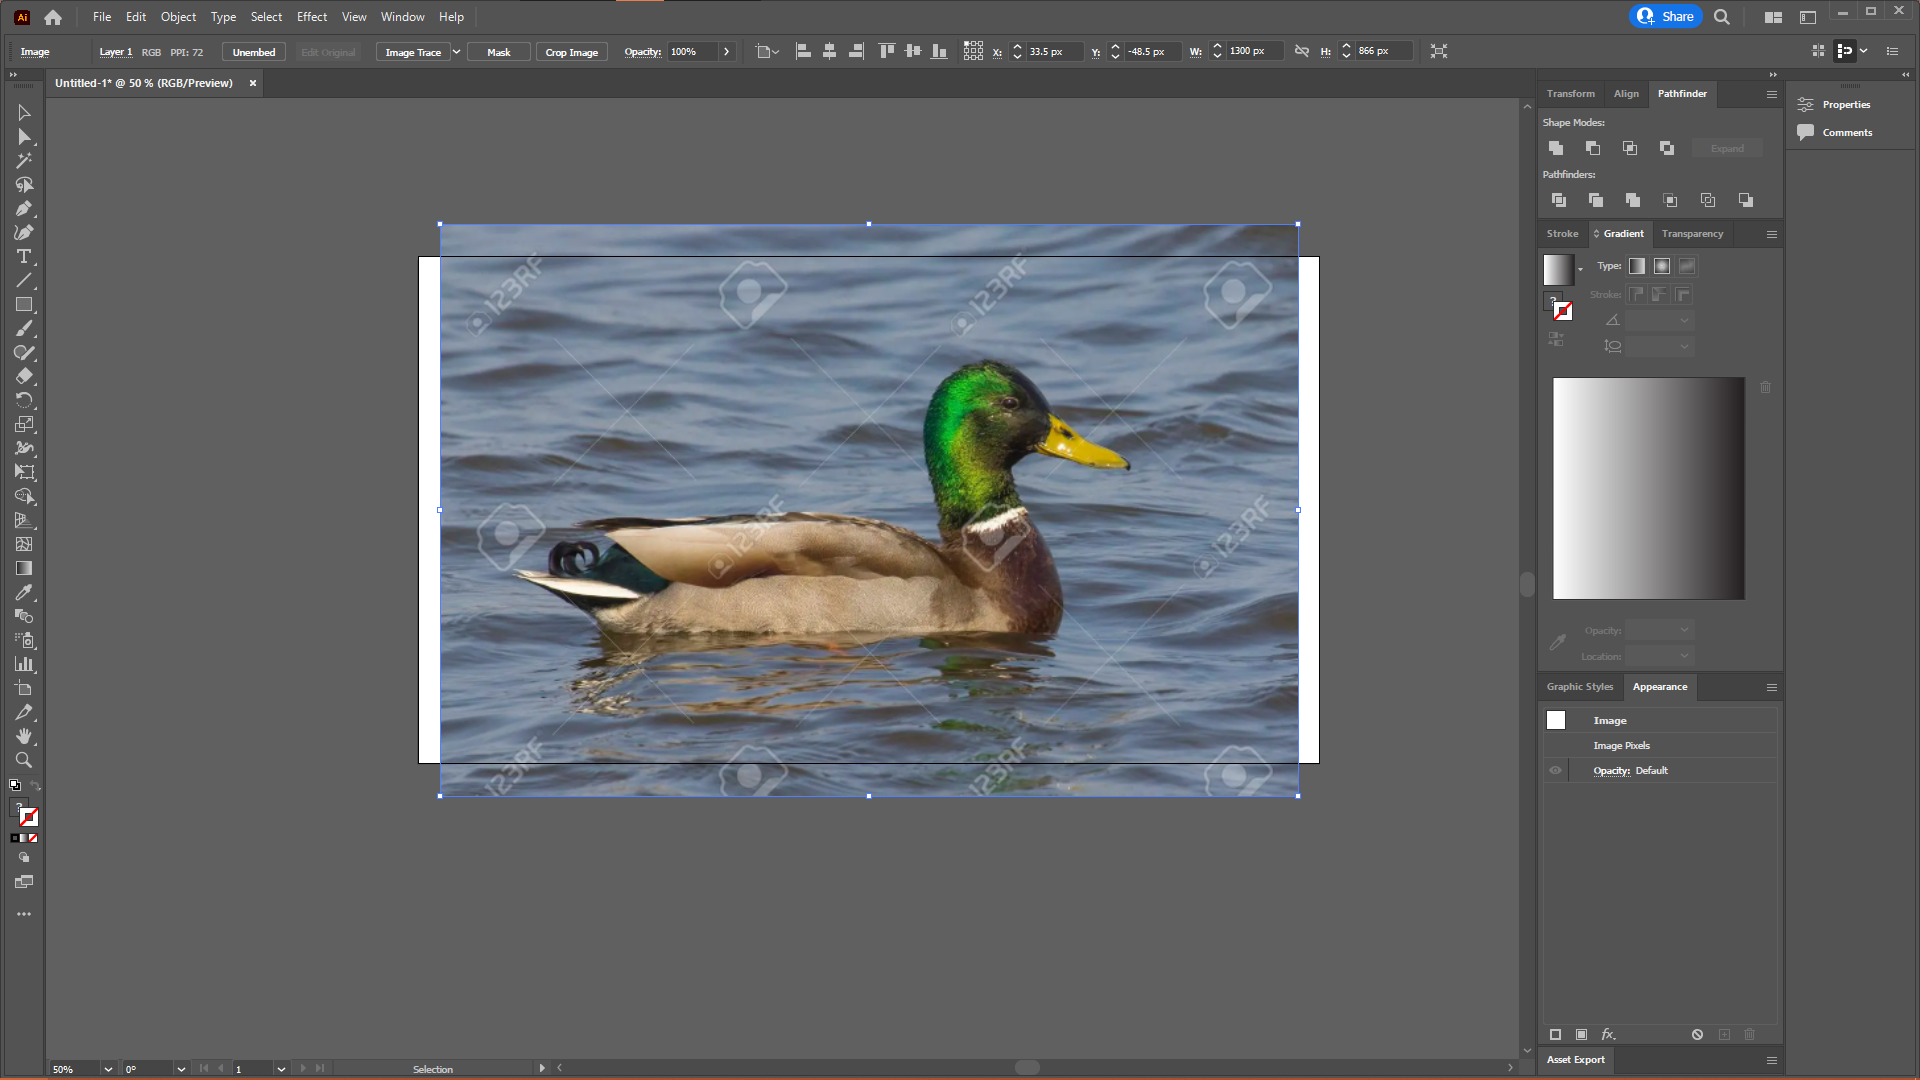 Ai File Edit Object Type Select Effect View Window Help Share
Image Layer 1 RGB PPI: 72 Unembed Edit Original Image Trace Mask Crop Image Opacity: 100% X: 33.5 px Y: -48.5 px W: 1300 px H: 866 px
Untitled-1* @ 50 % (RGB/Preview)
Transform Align Pathfinder
Properties
Comments
Shape Modes:
Expand
Pathfinders:
Stroke Gradient Transparency
Type:
Stroke:
Opacity:
Location:
Graphic Styles Appearance
Image
Image Pixels
Opacity: Default
fx
Asset Export
123RF
123RF
123RF
123RF
123RF
123RF
?
?
50% 0° 1 Selection